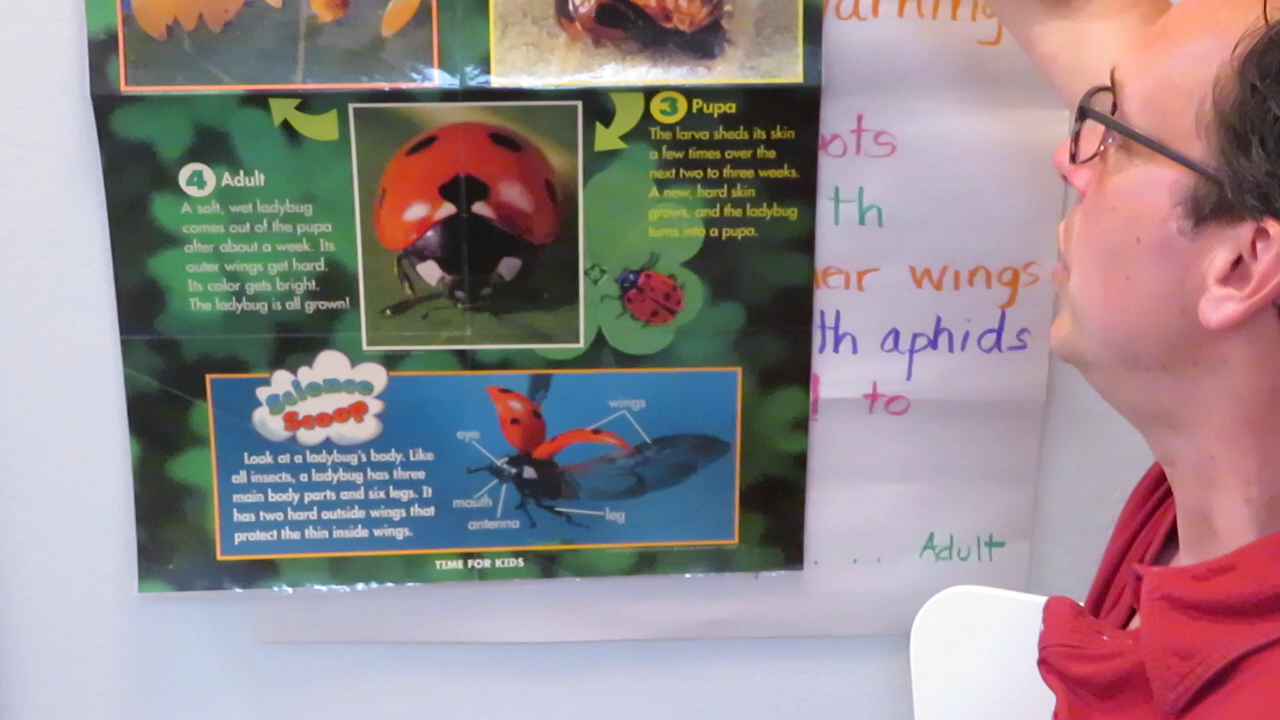 3 Pupa
The larva sheds its skin
a few times over the
next two to three weeks.
A new, hard skin
grows, and the ladybug
turns into a pupa.
4 Adult
A soft, wet ladybug
comes out of the pupa
after about a week. Its
outer wings get hard.
Its color gets bright.
The ladybug is all grown!
Science
Scoop
Look at a ladybug's body. Like
all insects, a ladybug has three
main body parts and six legs. It
has two hard outside wings that
protect the thin inside wings.
wings
eye
mouth
antenna
leg
TIME FOR KIDS
wings
aphids
to
.... Adult